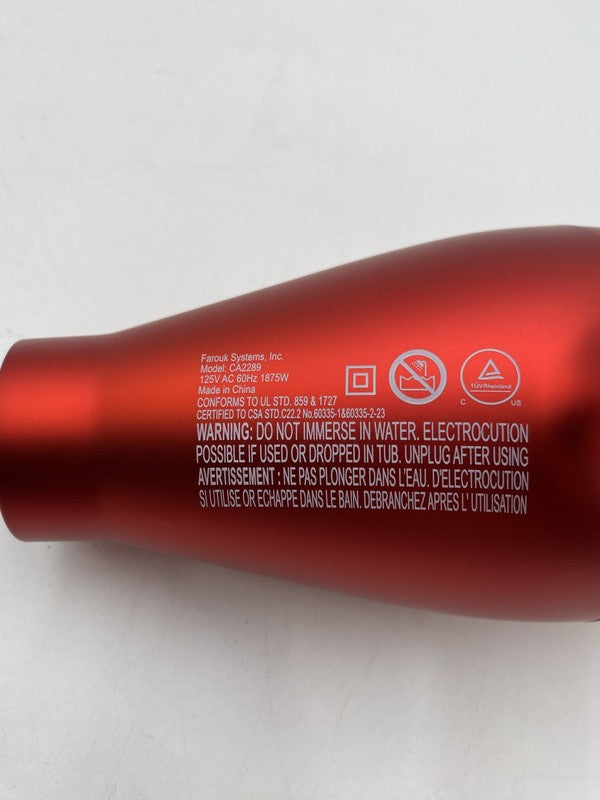 Farouk Systems, Inc.
Model: CA2289
125V AC 60Hz 1875W
Made in China
CONFORMS TO UL STD. 859 & 1727
CERTIFIED TO CSA STD.C22.2 No.60335-1&60335-2-23
TÜVRheinland
C US
WARNING: DO NOT IMMERSE IN WATER. ELECTROCUTION
POSSIBLE IF USED OR DROPPED IN TUB. UNPLUG AFTER USING
AVERTISSEMENT : NE PAS PLONGER DANS L'EAU. D'ELECTROCUTION
SI UTILISE OR ECHAPPE DANS LE BAIN. DEBRANCHEZ APRES L' UTILISATION